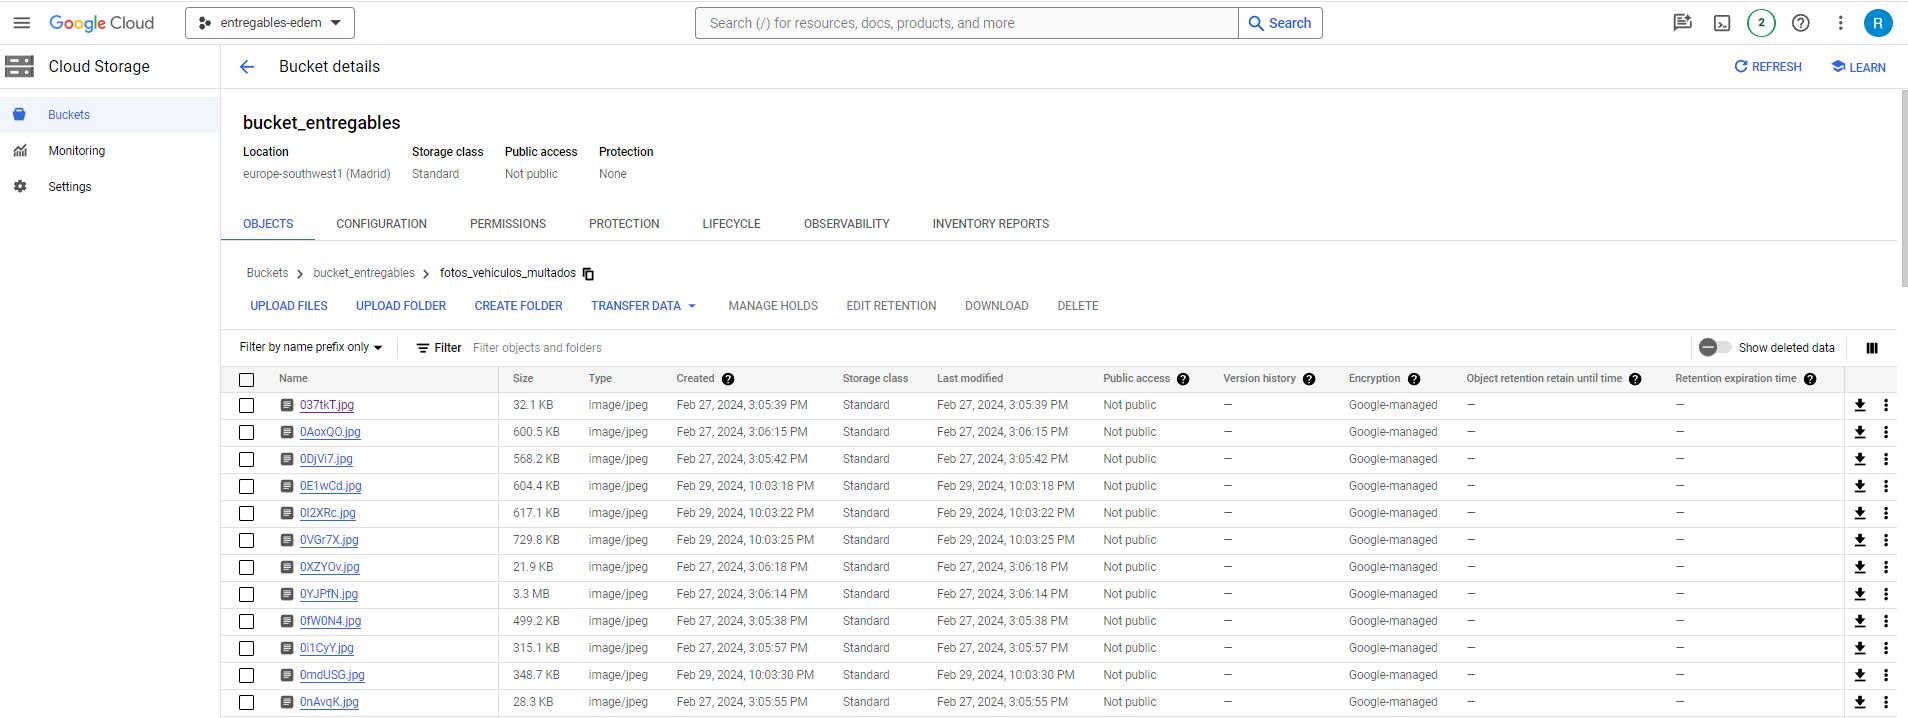 Google Cloud entregables-edem Search (/) for resources, docs, products, and more Search 2 R
Cloud Storage Bucket details REFRESH LEARN
Buckets
Monitoring
Settings
bucket_entregables
Location Storage class Public access Protection
europe-southwest1 (Madrid) Standard Not public None
OBJECTS CONFIGURATION PERMISSIONS PROTECTION LIFECYCLE OBSERVABILITY INVENTORY REPORTS
Buckets > bucket_entregables > fotos_vehiculos_multados
UPLOAD FILES UPLOAD FOLDER CREATE FOLDER TRANSFER DATA MANAGE HOLDS EDIT RETENTION DOWNLOAD DELETE
Filter by name prefix only Filter Filter objects and folders Show deleted data
Name Size Type Created Storage class Last modified Public access Version history Encryption Object retention retain until time Retention expiration time
037tkT.jpg 32.1 KB image/jpeg Feb 27, 2024, 3:05:39 PM Standard Feb 27, 2024, 3:05:39 PM Not public — Google-managed — —
0AoxQO.jpg 600.5 KB image/jpeg Feb 27, 2024, 3:06:15 PM Standard Feb 27, 2024, 3:06:15 PM Not public — Google-managed — —
0DjVi7.jpg 568.2 KB image/jpeg Feb 27, 2024, 3:05:42 PM Standard Feb 27, 2024, 3:05:42 PM Not public — Google-managed — —
0E1wCd.jpg 604.4 KB image/jpeg Feb 29, 2024, 10:03:18 PM Standard Feb 29, 2024, 10:03:18 PM Not public — Google-managed — —
0I2XRc.jpg 617.1 KB image/jpeg Feb 29, 2024, 10:03:22 PM Standard Feb 29, 2024, 10:03:22 PM Not public — Google-managed — —
0VGr7X.jpg 729.8 KB image/jpeg Feb 29, 2024, 10:03:25 PM Standard Feb 29, 2024, 10:03:25 PM Not public — Google-managed — —
0XZYOv.jpg 21.9 KB image/jpeg Feb 27, 2024, 3:06:18 PM Standard Feb 27, 2024, 3:06:18 PM Not public — Google-managed — —
0YJPfN.jpg 3.3 MB image/jpeg Feb 27, 2024, 3:06:14 PM Standard Feb 27, 2024, 3:06:14 PM Not public — Google-managed — —
0fW0N4.jpg 499.2 KB image/jpeg Feb 27, 2024, 3:05:38 PM Standard Feb 27, 2024, 3:05:38 PM Not public — Google-managed — —
0i1CyY.jpg 315.1 KB image/jpeg Feb 27, 2024, 3:05:57 PM Standard Feb 27, 2024, 3:05:57 PM Not public — Google-managed — —
0mdUSG.jpg 348.7 KB image/jpeg Feb 29, 2024, 10:03:30 PM Standard Feb 29, 2024, 10:03:30 PM Not public — Google-managed — —
0nAvqK.jpg 28.3 KB image/jpeg Feb 27, 2024, 3:05:55 PM Standard Feb 27, 2024, 3:05:55 PM Not public — Google-managed — —